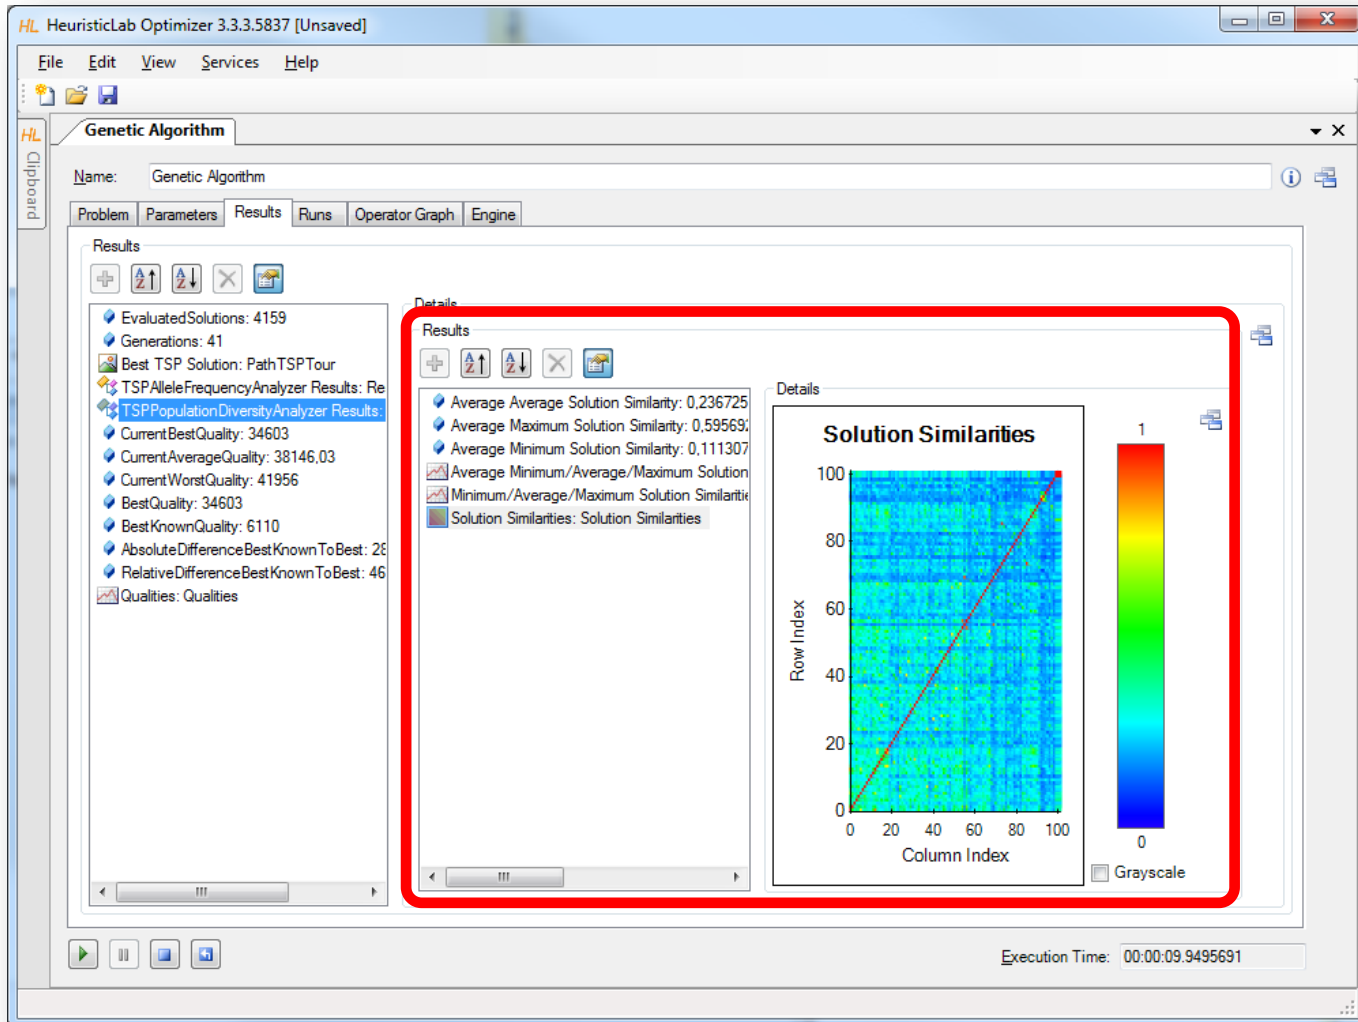 HL HeuristicLab Optimizer 3.3.3.5837 [Unsaved]
File Edit View Services Help
HL Clipboard
Genetic Algorithm
Name: Genetic Algorithm
Problem Parameters Results Runs Operator Graph Engine
Results
EvaluatedSolutions: 4159
Generations: 41
Best TSP Solution: PathTSPTour
TSPAlleleFrequencyAnalyzer Results: Re
TSPPopulationDiversityAnalyzer Results:
CurrentBestQuality: 34603
CurrentAverageQuality: 38146,03
CurrentWorstQuality: 41956
BestQuality: 34603
BestKnownQuality: 6110
AbsoluteDifferenceBestKnownToBest: 28
RelativeDifferenceBestKnownToBest: 46
Qualities: Qualities
Details
Results
Average Average Solution Similarity: 0,236725
Average Maximum Solution Similarity: 0,595692
Average Minimum Solution Similarity: 0,111307
Average Minimum/Average/Maximum Solution
Minimum/Average/Maximum Solution Similaritie
Solution Similarities: Solution Similarities
Details
Solution Similarities
100
80
60
40
20
0
Row Index
0 20 40 60 80 100
Column Index
1
0
Grayscale
Execution Time: 00:00:09.9495691